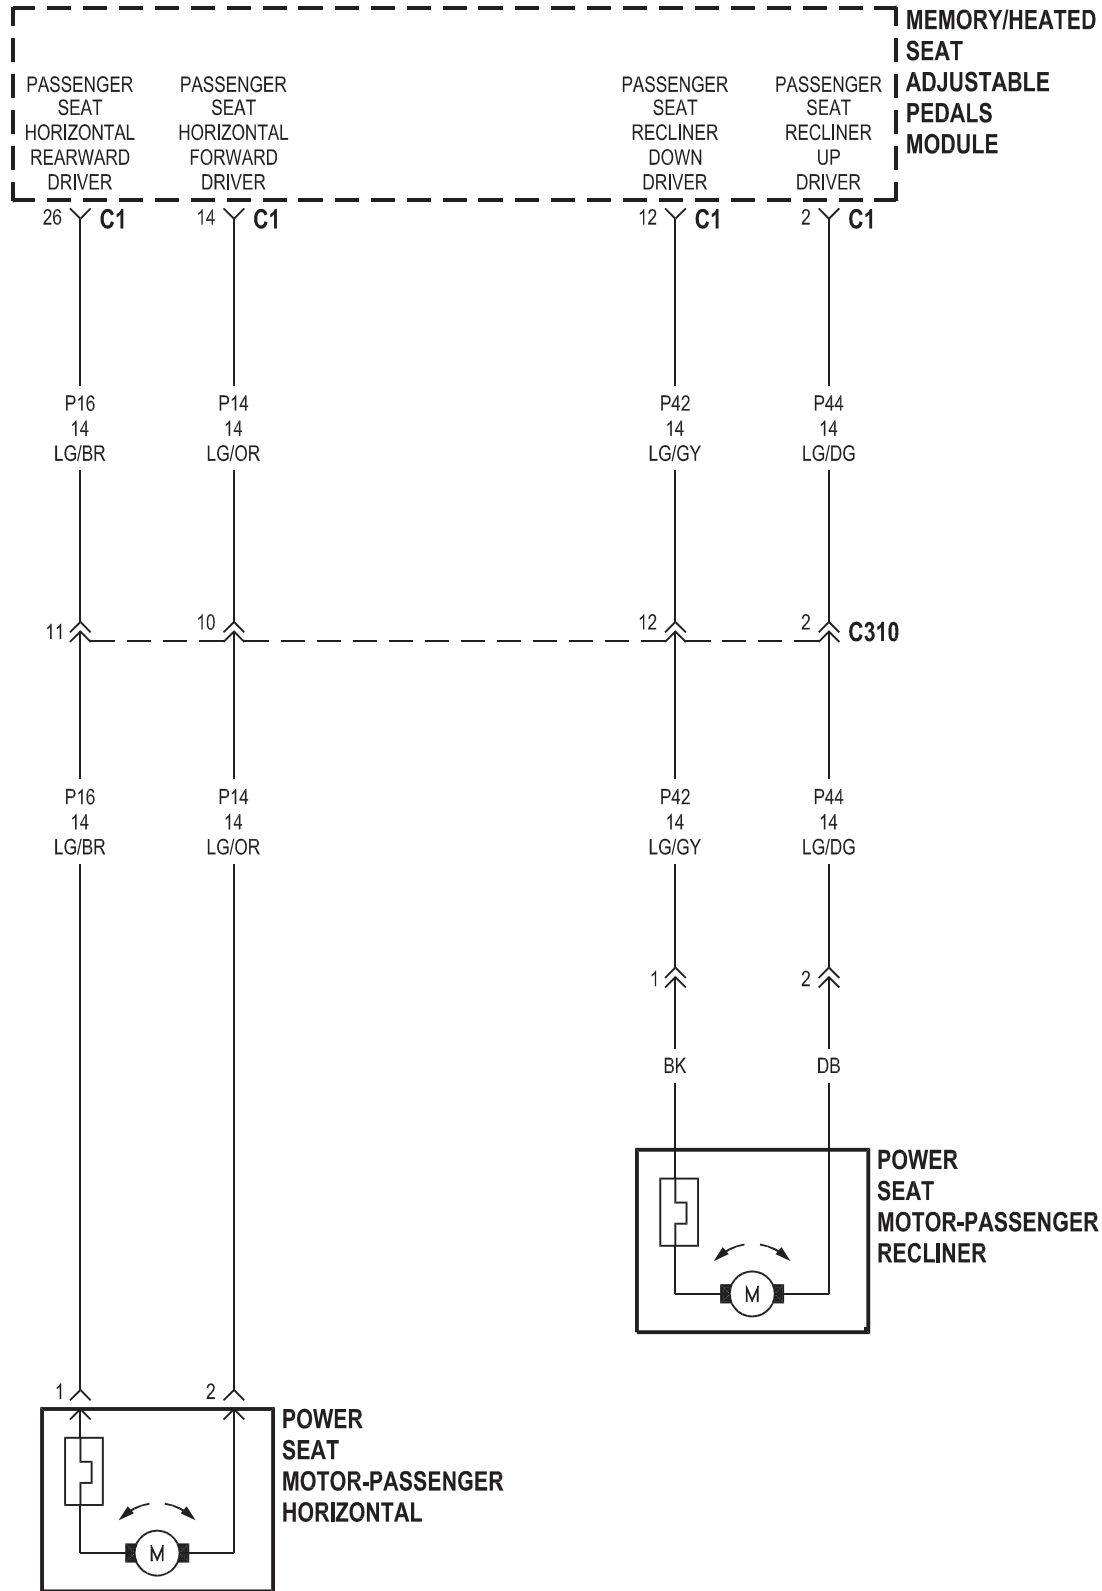 MEMORY/HEATED
SEAT
ADJUSTABLE
PEDALS
MODULE
PASSENGER
SEAT
HORIZONTAL
REARWARD
DRIVER
PASSENGER
SEAT
HORIZONTAL
FORWARD
DRIVER
PASSENGER
SEAT
RECLINER
DOWN
DRIVER
PASSENGER
SEAT
RECLINER
UP
DRIVER
26 C1
14 C1
12 C1
2 C1
P16
14
LG/BR
P14
14
LG/OR
P42
14
LG/GY
P44
14
LG/DG
11
10
12
2 C310
P16
14
LG/BR
P14
14
LG/OR
P42
14
LG/GY
P44
14
LG/DG
1
2
BK
DB
POWER
SEAT
MOTOR-PASSENGER
RECLINER
M
1
2
POWER
SEAT
MOTOR-PASSENGER
HORIZONTAL
M